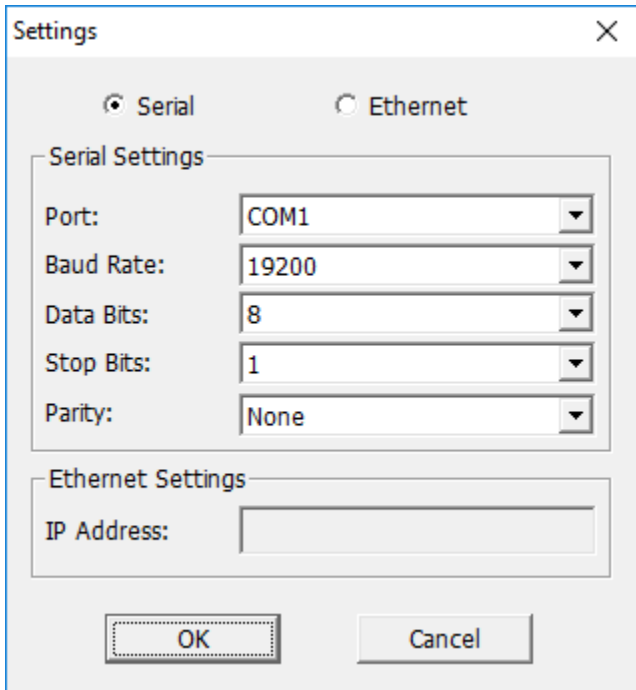 Settings
Serial Ethernet
Serial Settings
Port: COM1
Baud Rate: 19200
Data Bits: 8
Stop Bits: 1
Parity: None
Ethernet Settings
IP Address:
OK Cancel